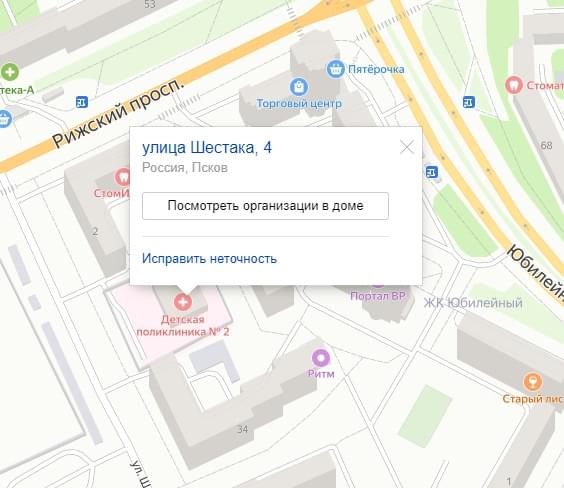 53
Пятёрочка
тека-А
Торговый центр
Рижский просп.
Стомат
68
улица Шестака, 4
Россия, Псков
Посмотреть организации в доме
Исправить неточность
СтомИ
2
Юбилейны
Портал ВР
ЖК Юбилейный
Детская
поликлиника № 2
Ритм
Старый лис
34
ул. Ш
1